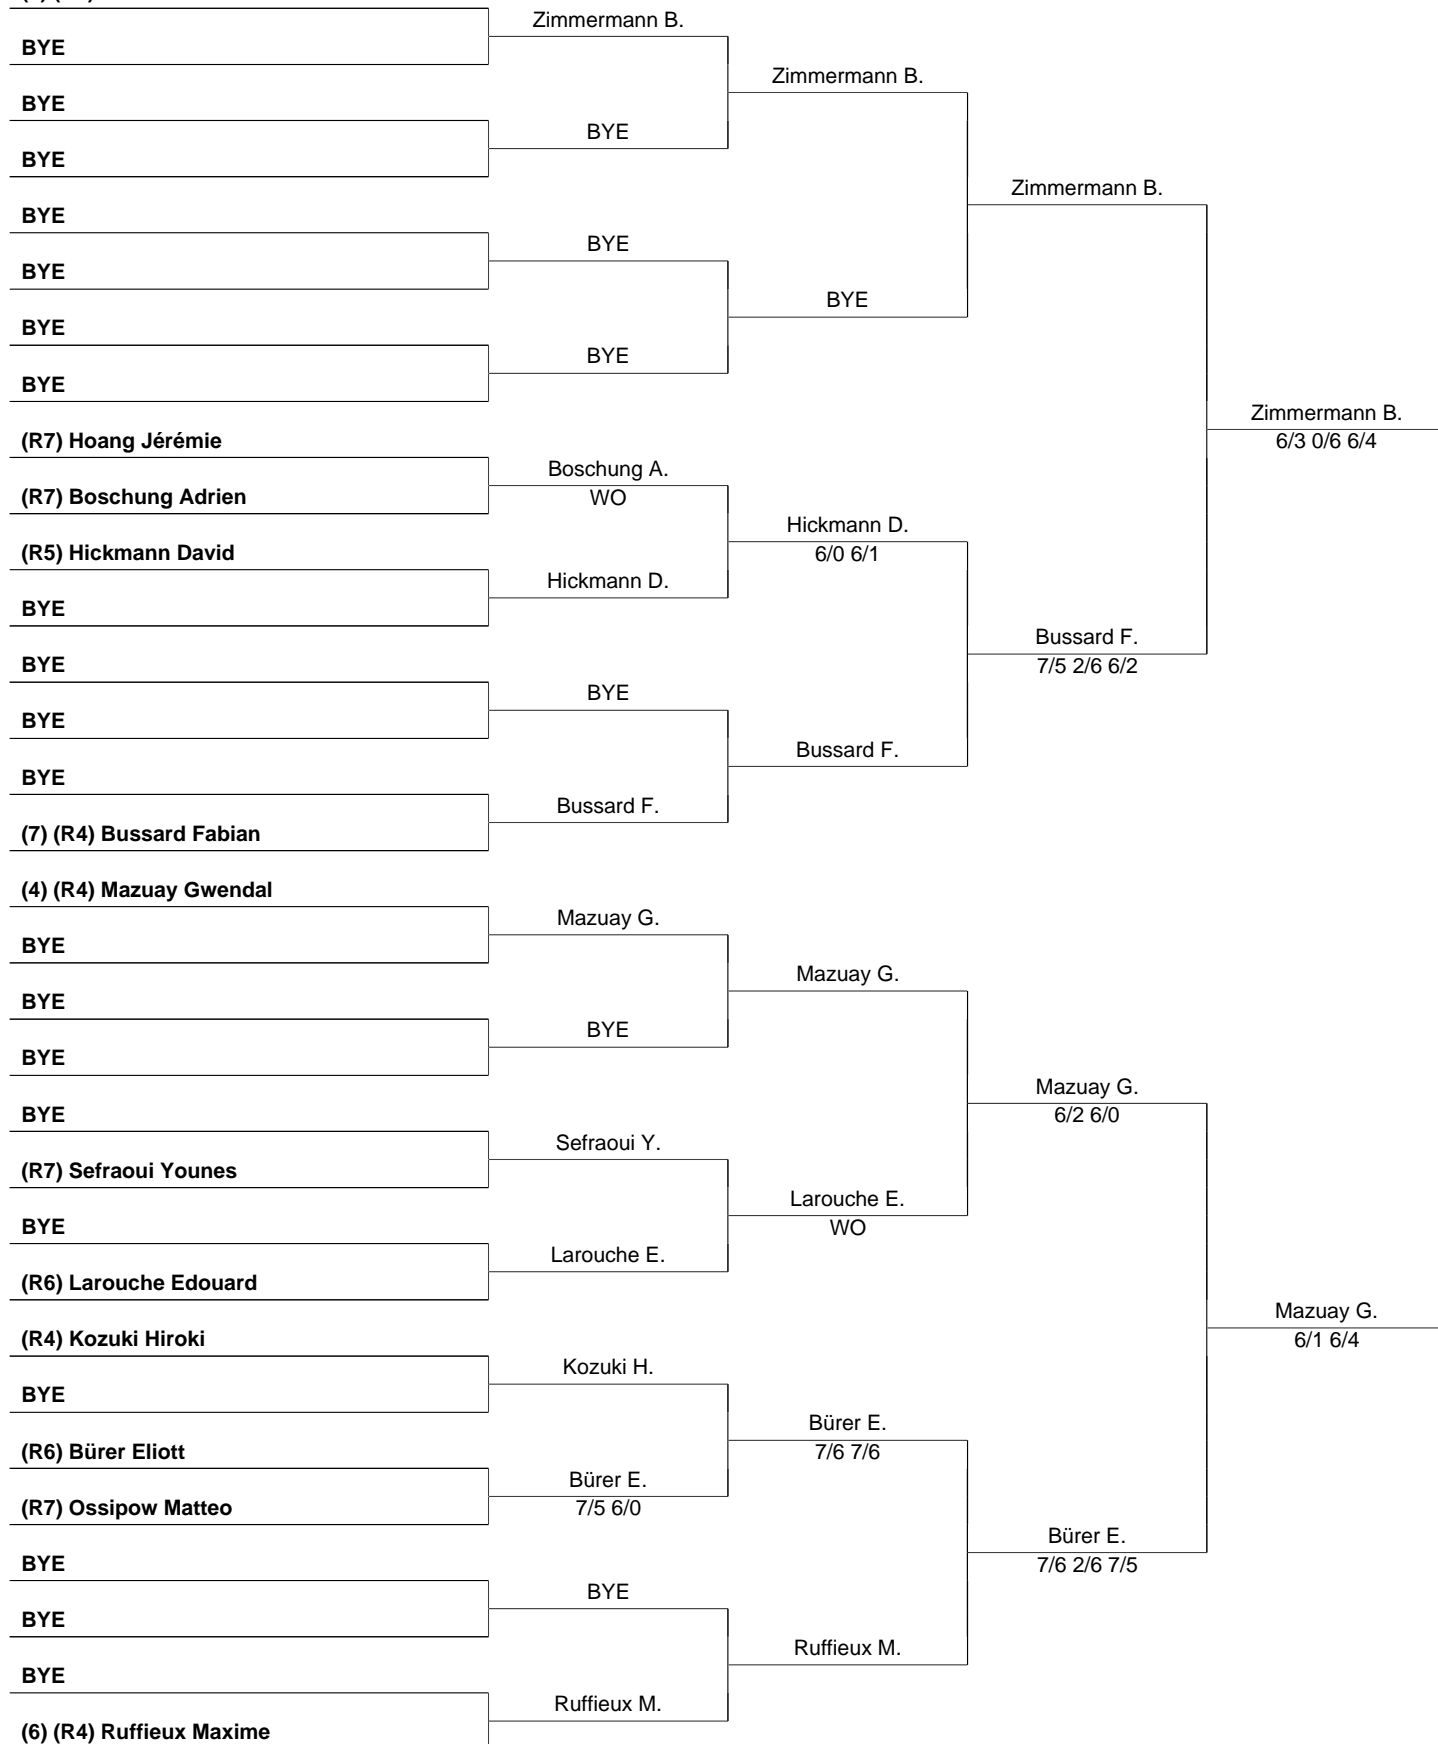 BYE
BYE
BYE
BYE
BYE
BYE
BYE
(R7) Hoang Jérémie
(R7) Boschung Adrien
(R5) Hickmann David
BYE
BYE
BYE
BYE
(7) (R4) Bussard Fabian
(4) (R4) Mazuay Gwendal
BYE
BYE
BYE
BYE
(R7) Sefraoui Younes
BYE
(R6) Larouche Edouard
(R4) Kozuki Hiroki
BYE
(R6) Bürer Eliott
(R7) Ossipow Matteo
BYE
BYE
BYE
(6) (R4) Ruffieux Maxime
Zimmermann B.
BYE
BYE
BYE
Boschung A.
WO
Hickmann D.
BYE
Bussard F.
Mazuay G.
BYE
Sefraoui Y.
Larouche E.
Kozuki H.
Bürer E.
7/5 6/0
BYE
Ruffieux M.
Zimmermann B.
BYE
Hickmann D.
6/0 6/1
Bussard F.
Mazuay G.
Larouche E.
WO
Bürer E.
7/6 7/6
Ruffieux M.
Zimmermann B.
Bussard F.
7/5 2/6 6/2
Mazuay G.
6/2 6/0
Bürer E.
7/6 2/6 7/5
Zimmermann B.
6/3 0/6 6/4
Mazuay G.
6/1 6/4